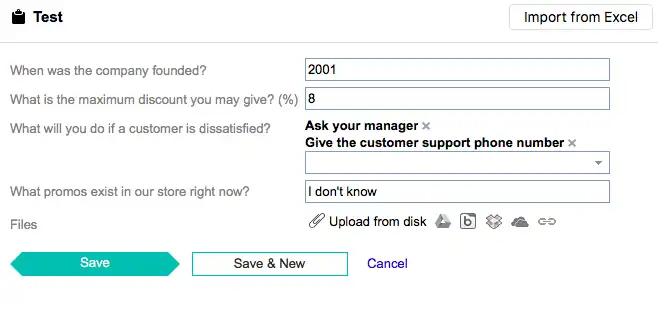 Test
Import from Excel
When was the company founded? 2001
What is the maximum discount you may give? (%) 8
What will you do if a customer is dissatisfied? Ask your manager ×
Give the customer support phone number ×
What promos exist in our store right now? I don't know
Files Upload from disk b
Save Save & New Cancel